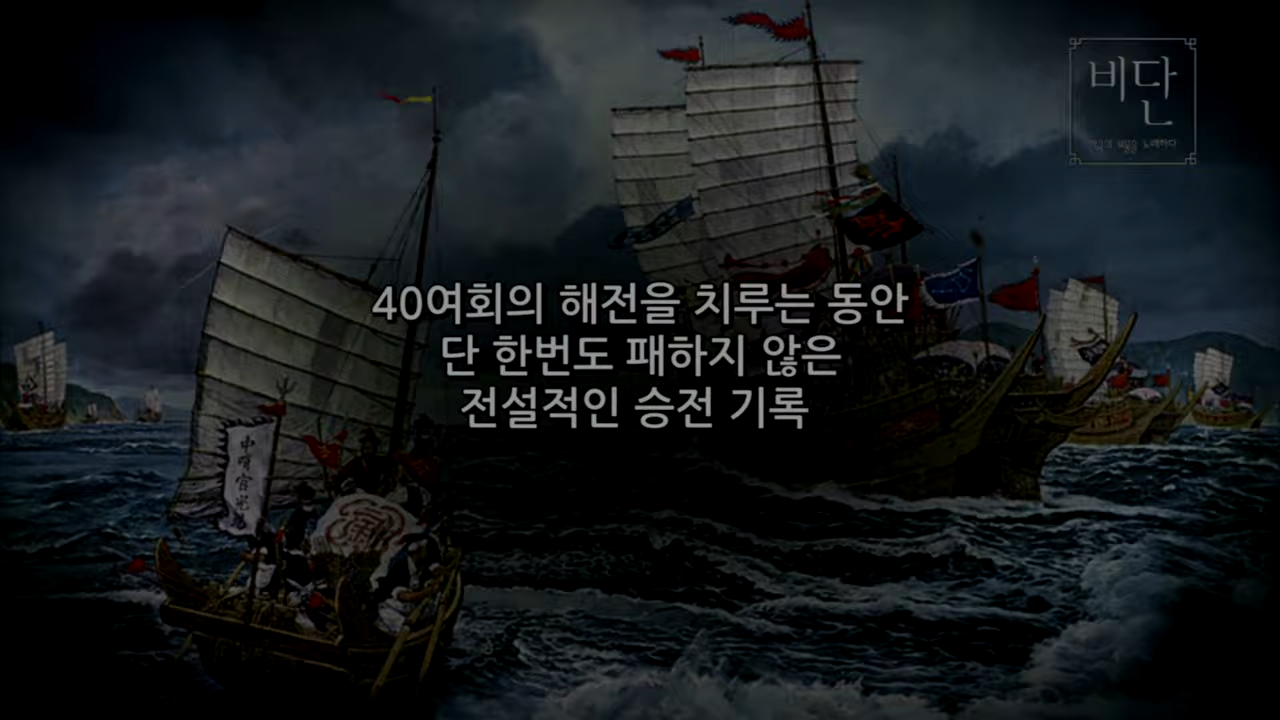 비단
40여회의 해전을 치루는 동안
단 한번도 패하지 않은
전설적인 승전 기록